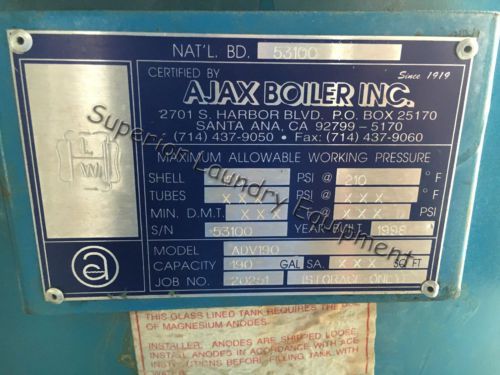 NAT'L. BD. 53100
CERTIFIED BY
AJAX BOILER INC.
Since 1919
2701 S. HARBOR BLVD. P.O. BOX 25170
SANTA ANA, CA 92799 - 5170
(714) 437-9050 • Fax: (714) 437-9060
MAXIMUM ALLOWABLE WORKING PRESSURE
SHELL PSI @ 210 °F
TUBES XXX PSI @ XXX °F
MIN. D.M.T. XXX °F @ XXX PSI
S/N 53100 YEAR BUILT 1998
MODEL ADV190
CAPACITY 190 GAL SA. XXX SQ FT
JOB NO. 20251 (STORAGE ONLY)
L
H
W
a
Superior Laundry Equipment
THIS GLASS LINED TANK REQUIRES THE USE
OF MAGNESIUM ANODES.
INSTALLER. ANODES ARE SHIPPED LOOSE.
INSTALL ANODES IN ACCORDANCE WITH ACE
INSTRUCTIONS BEFORE FILLING TANK WITH